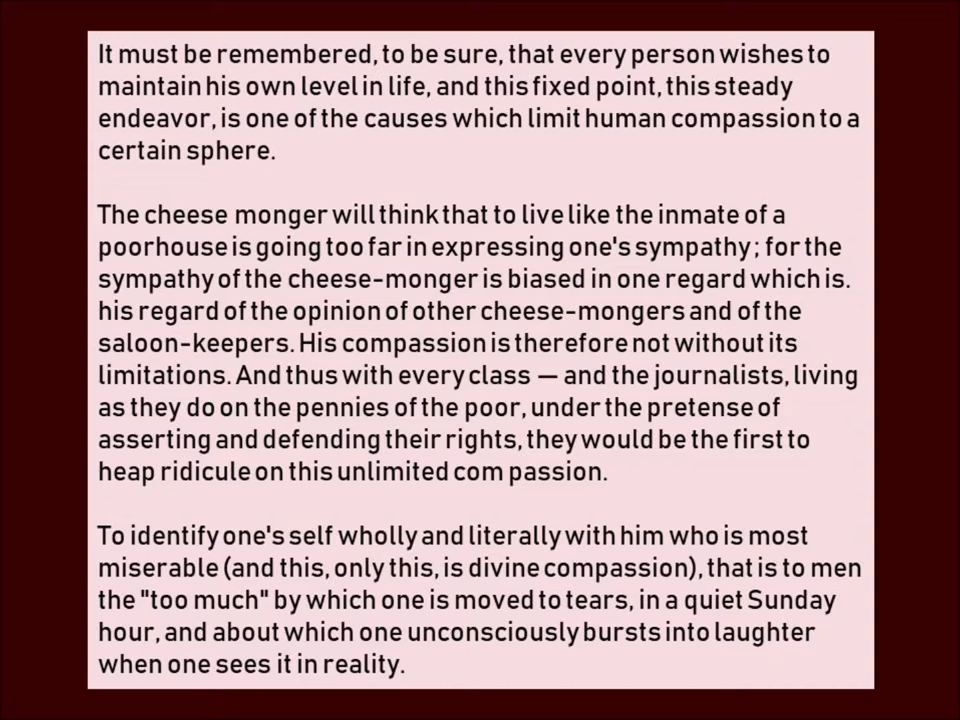 It must be remembered, to be sure, that every person wishes to
maintain his own level in life, and this fixed point, this steady
endeavor, is one of the causes which limit human compassion to a
certain sphere.
The cheese monger will think that to live like the inmate of a
poorhouse is going too far in expressing one's sympathy; for the
sympathy of the cheese-monger is biased in one regard which is.
his regard of the opinion of other cheese-mongers and of the
saloon-keepers. His compassion is therefore not without its
limitations. And thus with every class — and the journalists, living
as they do on the pennies of the poor, under the pretense of
asserting and defending their rights, they would be the first to
heap ridicule on this unlimited com passion.
To identify one's self wholly and literally with him who is most
miserable (and this, only this, is divine compassion), that is to men
the "too much" by which one is moved to tears, in a quiet Sunday
hour, and about which one unconsciously bursts into laughter
when one sees it in reality.